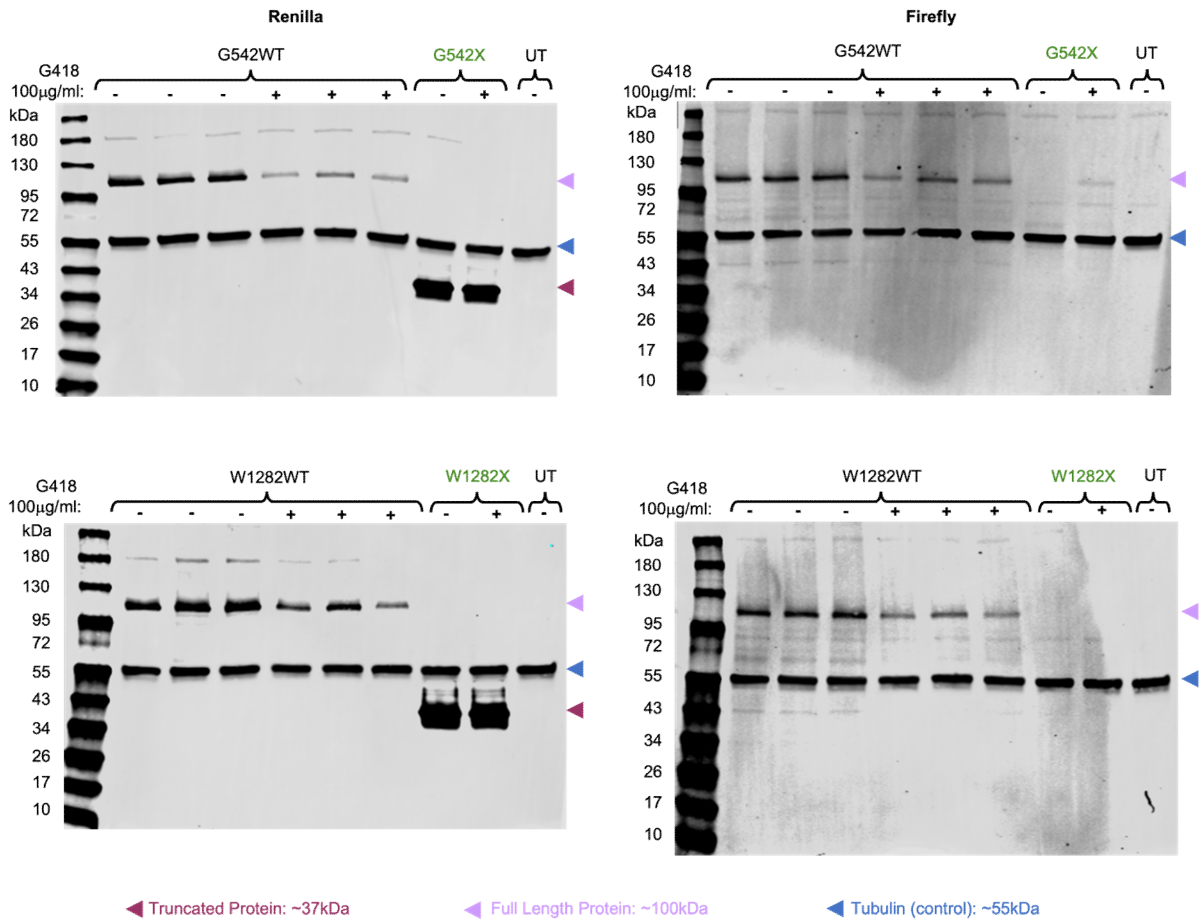 Renilla
G542WT G542X UT
G418
100µg/ml: - - - + + + - + -
kDa
180
130
95
72
55
43
34
26
17
10
Firefly
G542WT G542X UT
G418
100µg/ml: - - - + + + - + -
kDa
180
130
95
72
55
43
34
26
17
10
W1282WT W1282X UT
G418
100µg/ml: - - - + + + - + -
kDa
180
130
95
72
55
43
34
26
17
10
W1282WT W1282X UT
G418
100µg/ml: - - - + + + - + -
kDa
180
130
95
72
55
43
34
26
17
10
Truncated Protein: ~37kDa Full Length Protein: ~100kDa Tubulin (control): ~55kDa